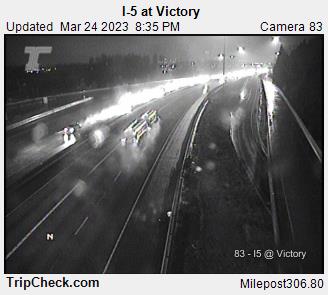 I-5 at Victory
Updated Mar 24 2023 8:35 PM Camera 83
N
83 - I5 @ Victory
TripCheck.com Milepost306.80